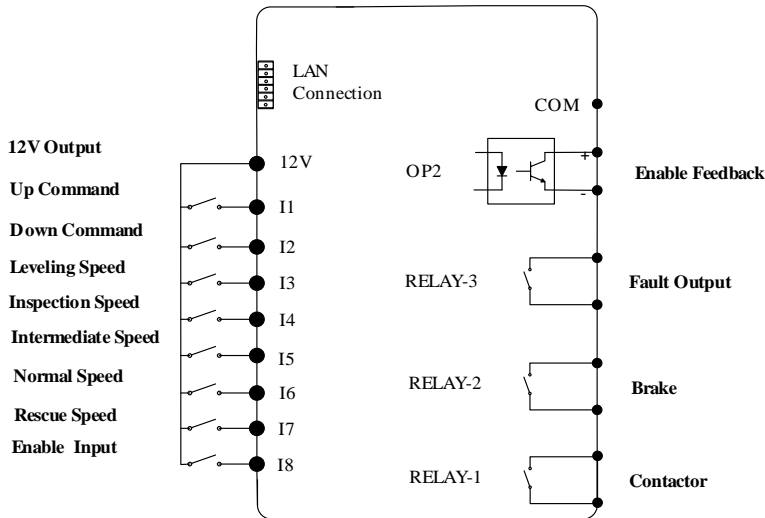 LAN
Connection
COM
12V Output
12V
+
OP2
Enable Feedback
-
Up Command
I1
Down Command
I2
Leveling Speed
I3
RELAY-3
Fault Output
Inspection Speed
I4
Intermediate Speed
I5
Normal Speed
I6
RELAY-2
Brake
Rescue Speed
I7
Enable Input
I8
RELAY-1
Contactor